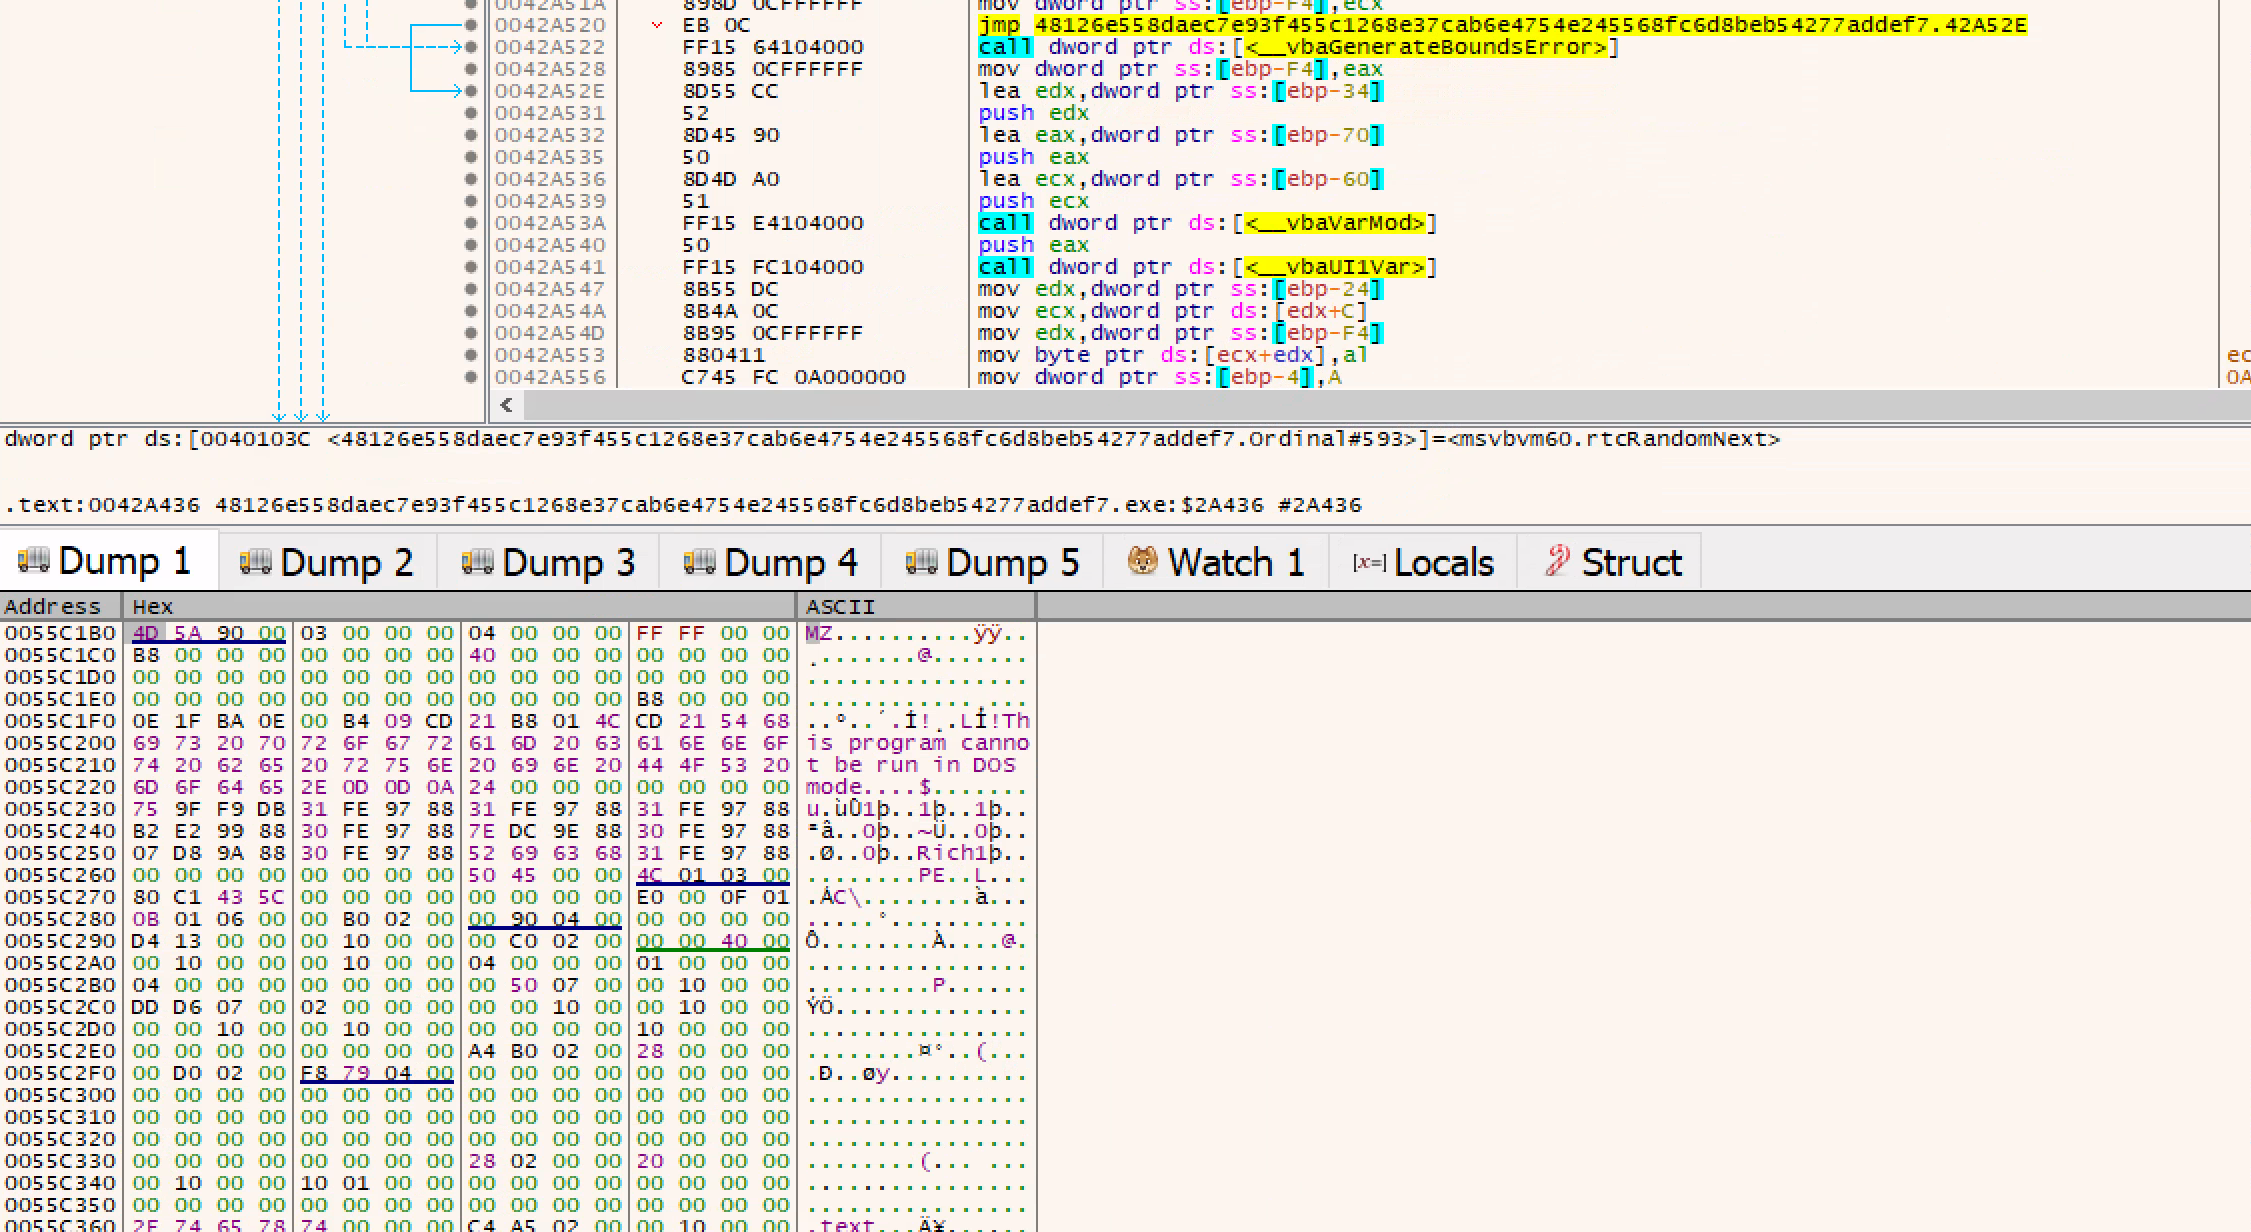 0042A51A 898D 0CFFFFFF mov dword ptr ss:[ebp-F4],ecx
0042A520 EB 0C jmp 48126e558daec7e93f455c1268e37cab6e4754e245568fc6d8beb54277addef7.42A52E
0042A522 FF15 64104000 call dword ptr ds:[<__vbaGenerateBoundsError>]
0042A528 8985 0CFFFFFF mov dword ptr ss:[ebp-F4],eax
0042A52E 8D55 CC lea edx,dword ptr ss:[ebp-34]
0042A531 52 push edx
0042A532 8D45 90 lea eax,dword ptr ss:[ebp-70]
0042A535 50 push eax
0042A536 8D4D A0 lea ecx,dword ptr ss:[ebp-60]
0042A539 51 push ecx
0042A53A FF15 E4104000 call dword ptr ds:[<__vbaVarMod>]
0042A540 50 push eax
0042A541 FF15 FC104000 call dword ptr ds:[<__vbaUI1Var>]
0042A547 8B55 DC mov edx,dword ptr ss:[ebp-24]
0042A54A 8B4A 0C mov ecx,dword ptr ds:[edx+C]
0042A54D 8B95 0CFFFFFF mov edx,dword ptr ss:[ebp-F4]
0042A553 880411 mov byte ptr ds:[ecx+edx],al ec
0042A556 C745 FC 0A000000 mov dword ptr ss:[ebp-4],A 0A
dword ptr ds:[0040103C <48126e558daec7e93f455c1268e37cab6e4754e245568fc6d8beb54277addef7.Ordinal#593>]=<msvbvm60.rtcRandomNext>
.text:0042A436 48126e558daec7e93f455c1268e37cab6e4754e245568fc6d8beb54277addef7.exe:$2A436 #2A436
Dump 1 Dump 2 Dump 3 Dump 4 Dump 5 Watch 1 [x=] Locals Struct
Address Hex ASCII
0055C1B0 4D 5A 90 00 03 00 00 00 04 00 00 00 FF FF 00 00 MZ..........ÿÿ..
0055C1C0 B8 00 00 00 00 00 00 00 40 00 00 00 00 00 00 00 ¸.......@.......
0055C1D0 00 00 00 00 00 00 00 00 00 00 00 00 00 00 00 00 ................
0055C1E0 00 00 00 00 00 00 00 00 00 00 00 00 B8 00 00 00 ............¸...
0055C1F0 0E 1F BA 0E 00 B4 09 CD 21 B8 01 4C CD 21 54 68 ..º..´.Í!¸.LÍ!Th
0055C200 69 73 20 70 72 6F 67 72 61 6D 20 63 61 6E 6E 6F is program canno
0055C210 74 20 62 65 20 72 75 6E 20 69 6E 20 44 4F 53 20 t be run in DOS
0055C220 6D 6F 64 65 2E 0D 0D 0A 24 00 00 00 00 00 00 00 mode....$.......
0055C230 75 9F F9 DB 31 FE 97 88 31 FE 97 88 31 FE 97 88 u.ùÛ1þ..1þ..1þ..
0055C240 B2 E2 99 88 30 FE 97 88 7E DC 9E 88 30 FE 97 88 ²â..0þ..~Ü..0þ..
0055C250 07 D8 9A 88 30 FE 97 88 52 69 63 68 31 FE 97 88 .Ø..0þ..Rich1þ..
0055C260 00 00 00 00 00 00 00 00 50 45 00 00 4C 01 03 00 ........PE..L...
0055C270 80 C1 43 5C 00 00 00 00 00 00 00 00 E0 00 0F 01 .ÁC\........à...
0055C280 0B 01 06 00 00 B0 02 00 00 90 04 00 00 00 00 00 .....°..........
0055C290 D4 13 00 00 00 10 00 00 00 C0 02 00 00 00 40 00 Ô........À....@.
0055C2A0 00 10 00 00 00 10 00 00 04 00 00 00 01 00 00 00 ................
0055C2B0 04 00 00 00 00 00 00 00 00 50 07 00 00 10 00 00 .........P......
0055C2C0 DD D6 07 00 02 00 00 00 00 00 10 00 00 10 00 00 ÝÖ..............
0055C2D0 00 00 10 00 00 10 00 00 00 00 00 00 10 00 00 00 ................
0055C2E0 00 00 00 00 00 00 00 00 A4 B0 02 00 28 00 00 00 ........¤°..(...
0055C2F0 00 D0 02 00 F8 79 04 00 00 00 00 00 00 00 00 00 .Ð..øy..........
0055C300 00 00 00 00 00 00 00 00 00 00 00 00 00 00 00 00 ................
0055C310 00 00 00 00 00 00 00 00 00 00 00 00 00 00 00 00 ................
0055C320 00 00 00 00 00 00 00 00 00 00 00 00 00 00 00 00 ................
0055C330 00 00 00 00 00 00 00 00 28 02 00 00 20 00 00 00 ........(... ...
0055C340 00 10 00 00 10 01 00 00 00 00 00 00 00 00 00 00 ................
0055C350 00 00 00 00 00 00 00 00 00 00 00 00 00 00 00 00 ................
0055C360 2E 74 65 78 74 00 00 00 C4 A5 02 00 00 10 00 00 .text...Ä¥......